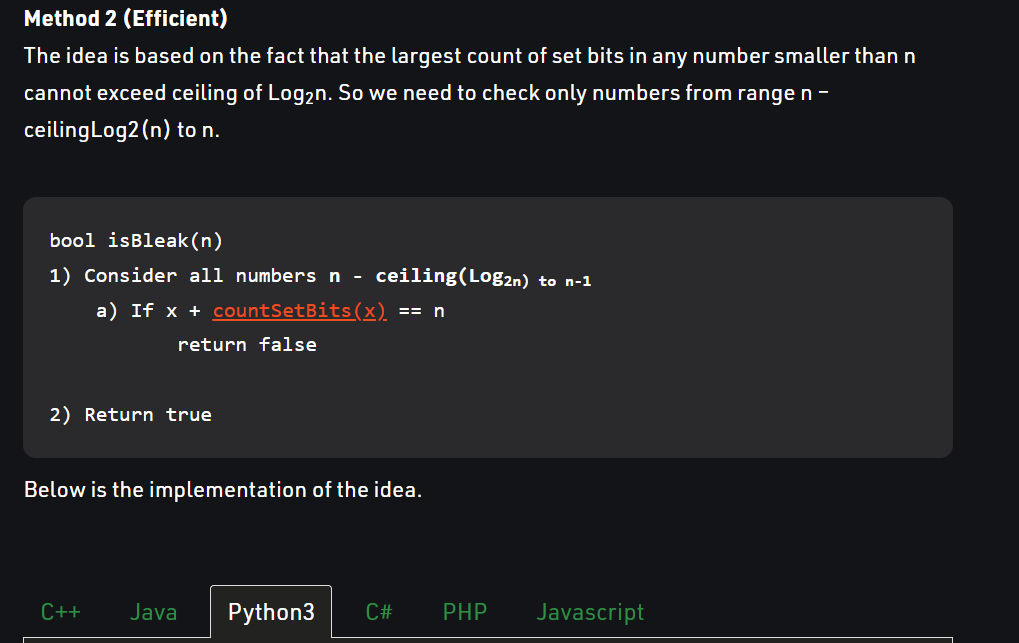 Method 2 (Efficient)
The idea is based on the fact that the largest count of set bits in any number smaller than n
cannot exceed ceiling of Log₂n. So we need to check only numbers from range n –
ceilingLog2(n) to n.
bool isBleak(n)
1) Consider all numbers n - ceiling(Log₂ₙ₎ to n-1
a) If x + countSetBits(x) == n
return false
2) Return true
Below is the implementation of the idea.
C++ Java Python3 C# PHP Javascript